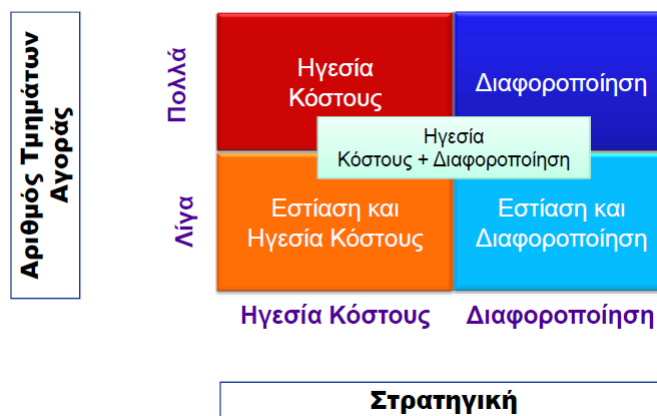 Αριθμός Τμημάτων
Αγοράς
Πολλά
Λίγα
Ηγεσία
Κόστους
Διαφοροποίηση
Ηγεσία
Κόστους + Διαφοροποίηση
Εστίαση και
Ηγεσία Κόστους
Εστίαση και
Διαφοροποίηση
Ηγεσία Κόστους
Διαφοροποίηση
Στρατηγική